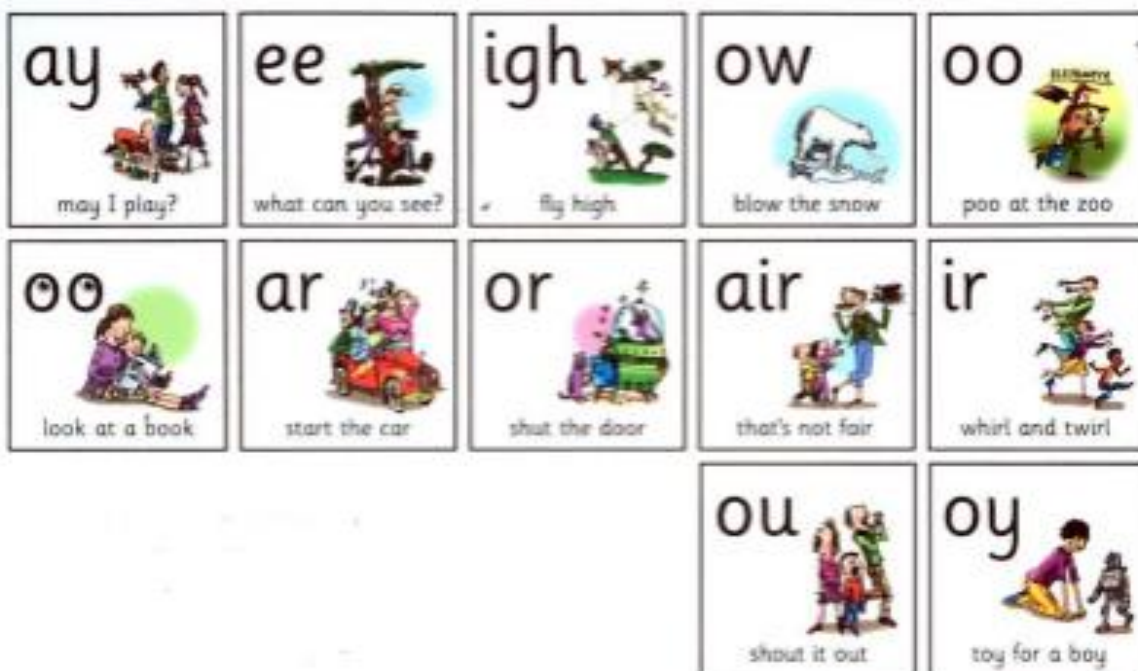 ay
may I play?
ee
what can you see?
igh
fly high
ow
blow the snow
oo
poo at the zoo
oo
look at a book
ar
start the car
or
shut the door
air
that's not fair
ir
whirl and twirl
ou
shout it out
oy
toy for a boy